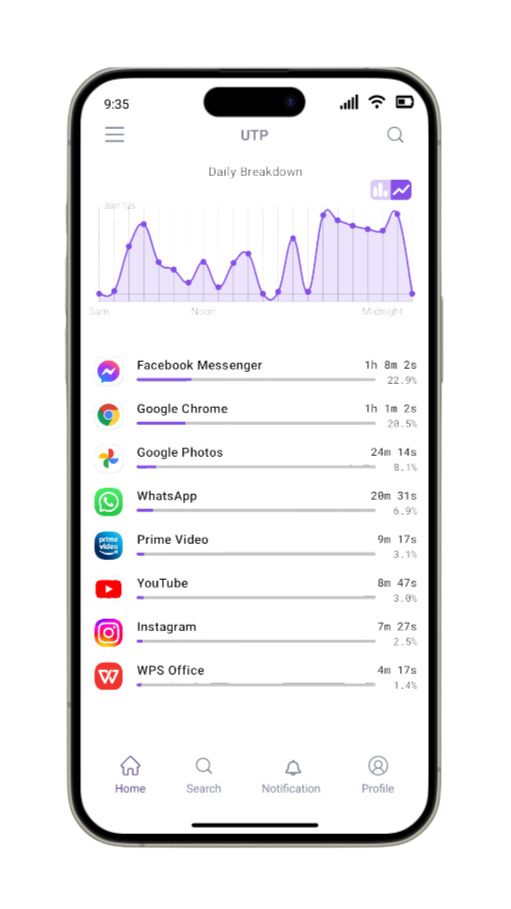 9:35
UTP
Daily Breakdown
30m 12s
5am Noon Midnight
Facebook Messenger 1h 8m 2s
22.9%
Google Chrome 1h 1m 2s
20.5%
Google Photos 24m 14s
8.1%
WhatsApp 20m 31s
6.9%
prime video
Prime Video 9m 17s
3.1%
YouTube 8m 47s
3.0%
Instagram 7m 27s
2.5%
WPS Office 4m 17s
1.4%
Home Search Notification Profile